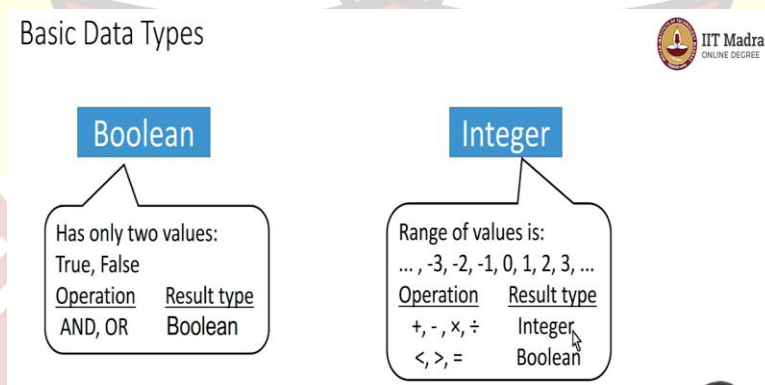 Basic Data Types
IIT Madra
ONLINE DEGREE
Boolean
Has only two values:
True, False
Operation Result type
AND, OR Boolean
Integer
Range of values is:
... , -3, -2, -1, 0, 1, 2, 3, ...
Operation Result type
+, - , ×, ÷ Integer
<, >, = Boolean